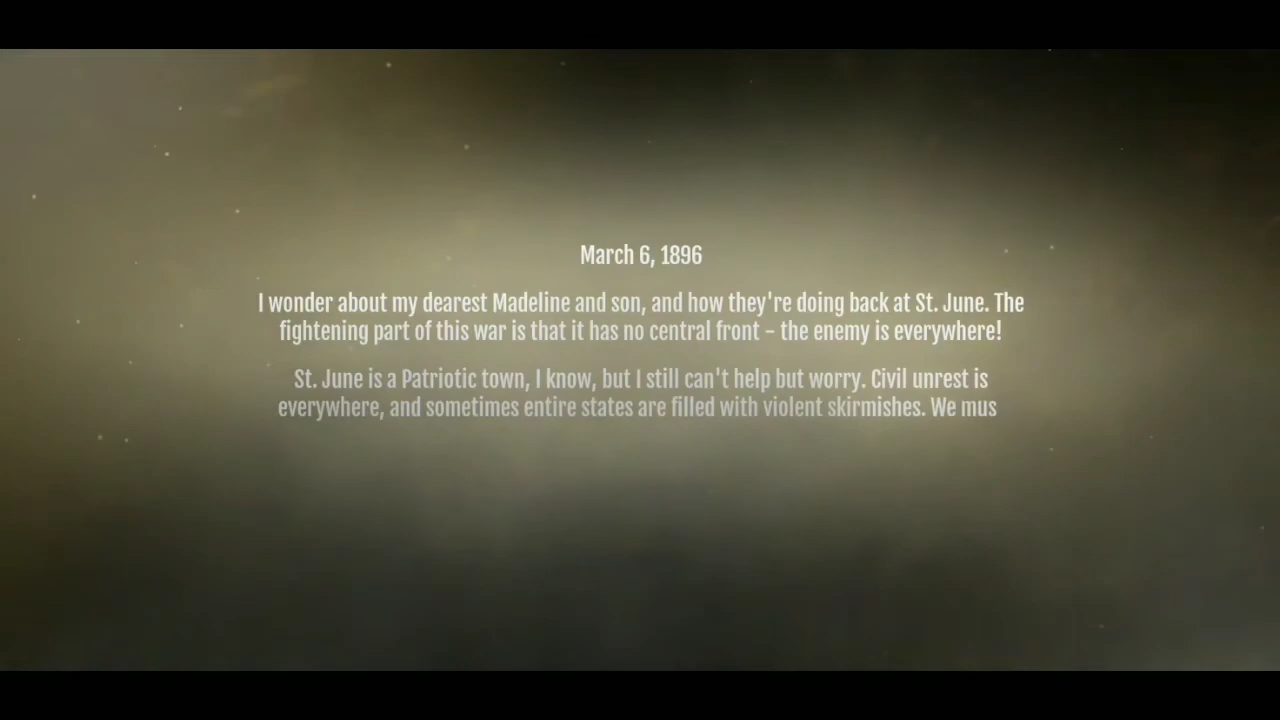 March 6, 1896
I wonder about my dearest Madeline and son, and how they're doing back at St. June. The
fightening part of this war is that it has no central front - the enemy is everywhere!
St. June is a Patriotic town, I know, but I still can't help but worry. Civil unrest is
everywhere, and sometimes entire states are filled with violent skirmishes. We mus